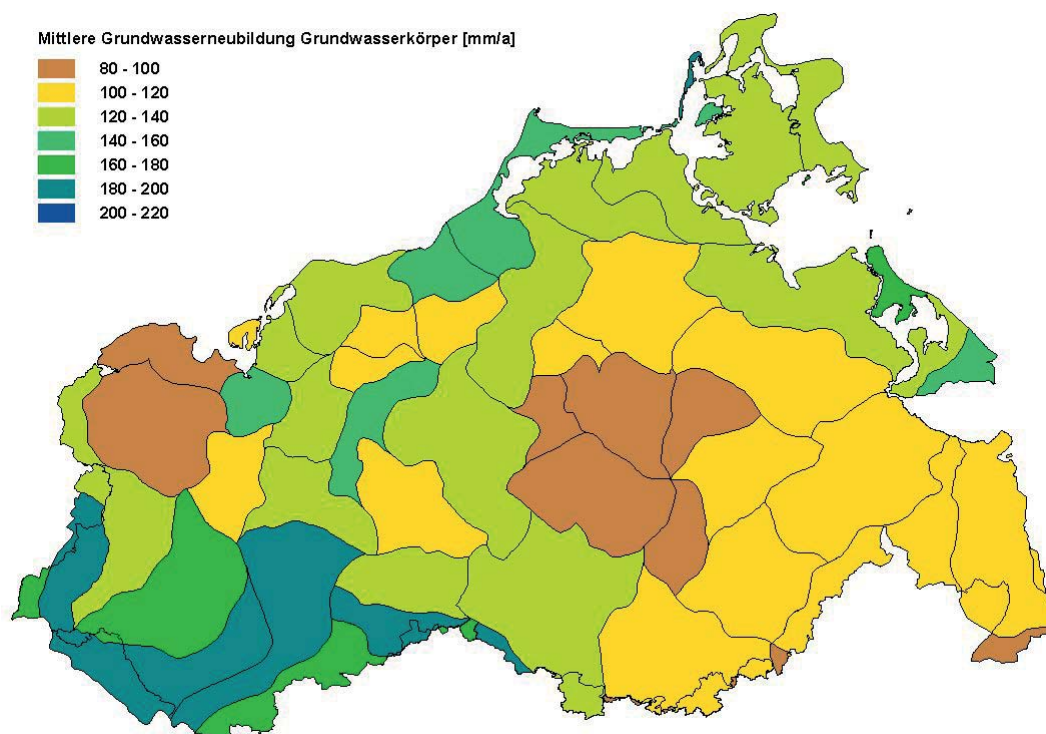 Mittlere Grundwasserneubildung Grundwasserkörper [mm/a]
80 - 100
100 - 120
120 - 140
140 - 160
160 - 180
180 - 200
200 - 220